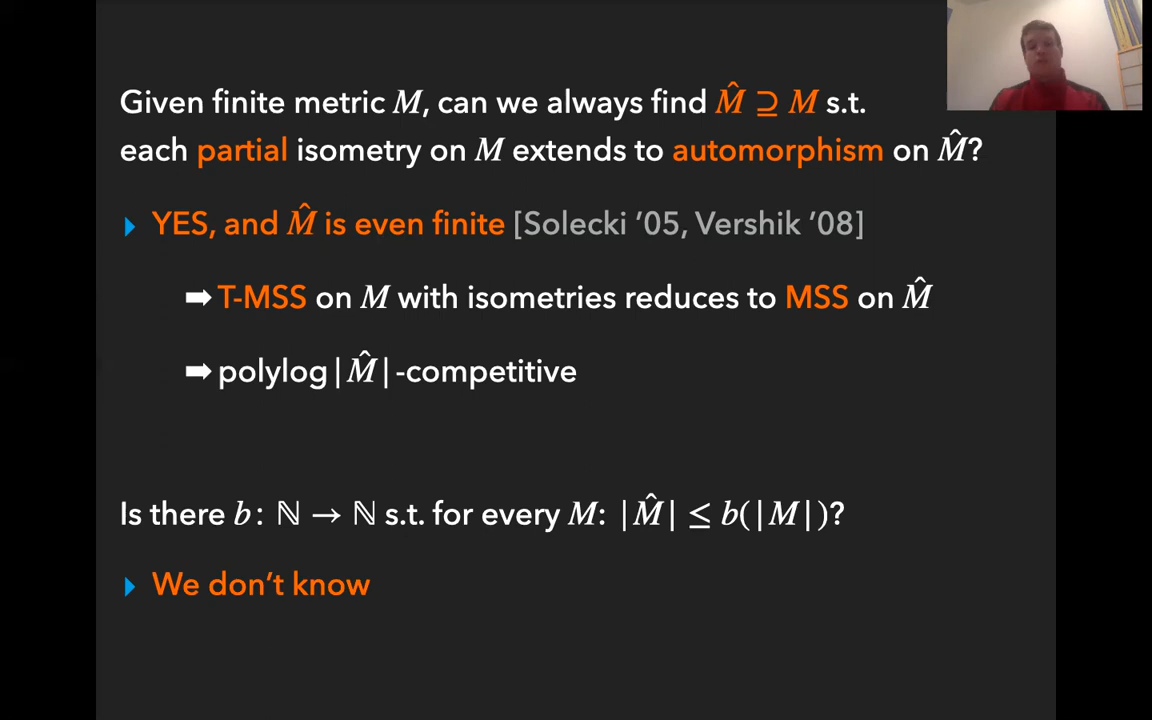 Given finite metric M, can we always find M̂ ⊇ M s.t.
each partial isometry on M extends to automorphism on M̂?
YES, and M̂ is even finite [Solecki ’05, Vershik ’08]
➡ T-MSS on M with isometries reduces to MSS on M̂
➡ polylog|M̂|-competitive
Is there b: ℕ → ℕ s.t. for every M: |M̂| ≤ b(|M|)?
We don’t know